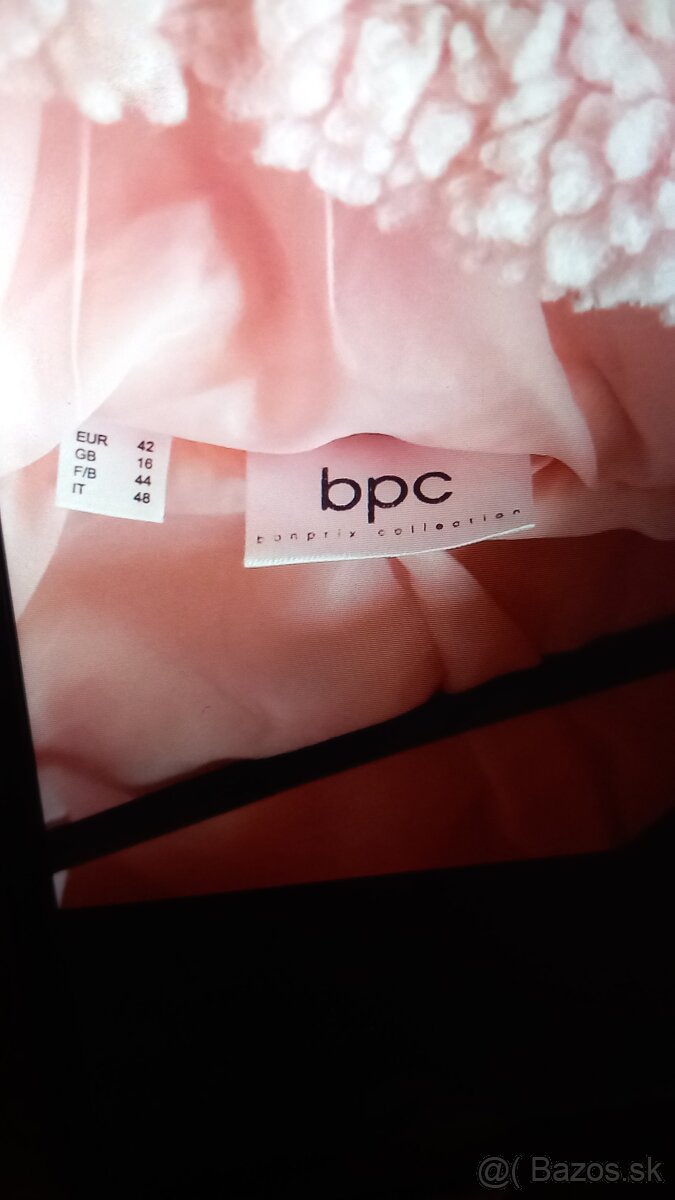 EUR 42
GB 16
F/B 44
IT 48
bpc
bonprix collection
@( Bazos.sk